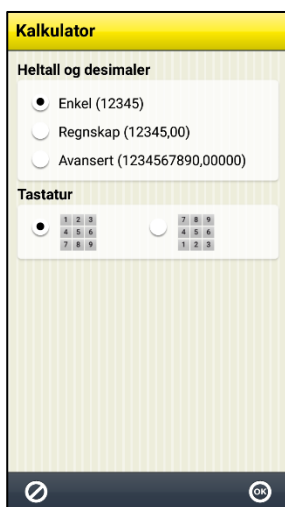 Kalkulator
Heltall og desimaler
Enkel (12345)
Regnskap (12345,00)
Avansert (1234567890,00000)
Tastatur
1 2 3 7 8 9
4 5 6 4 5 6
7 8 9 1 2 3
OK